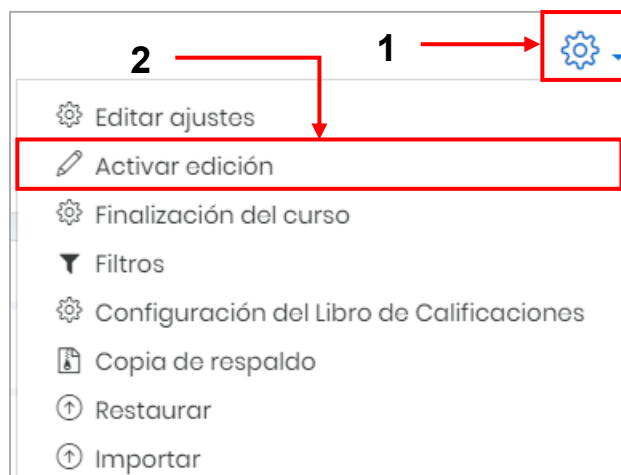 1
2
Editar ajustes
Activar edición
Finalización del curso
Filtros
Configuración del Libro de Calificaciones
Copia de respaldo
Restaurar
Importar